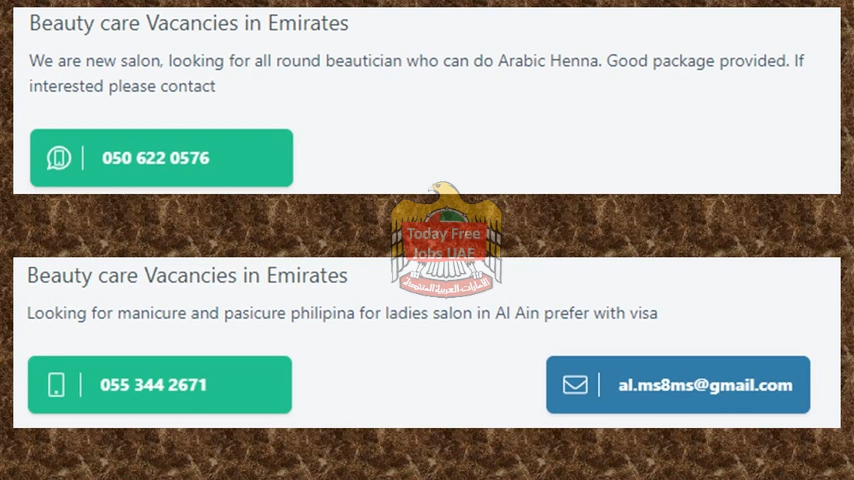 Beauty care Vacancies in Emirates
We are new salon, looking for all round beautician who can do Arabic Henna. Good package provided. If
interested please contact
050 622 0576
Today Free
Jobs UAE
الامارات العربية المتحدة
Beauty care Vacancies in Emirates
Looking for manicure and pasicure philipina for ladies salon in Al Ain prefer with visa
055 344 2671
al.ms8ms@gmail.com